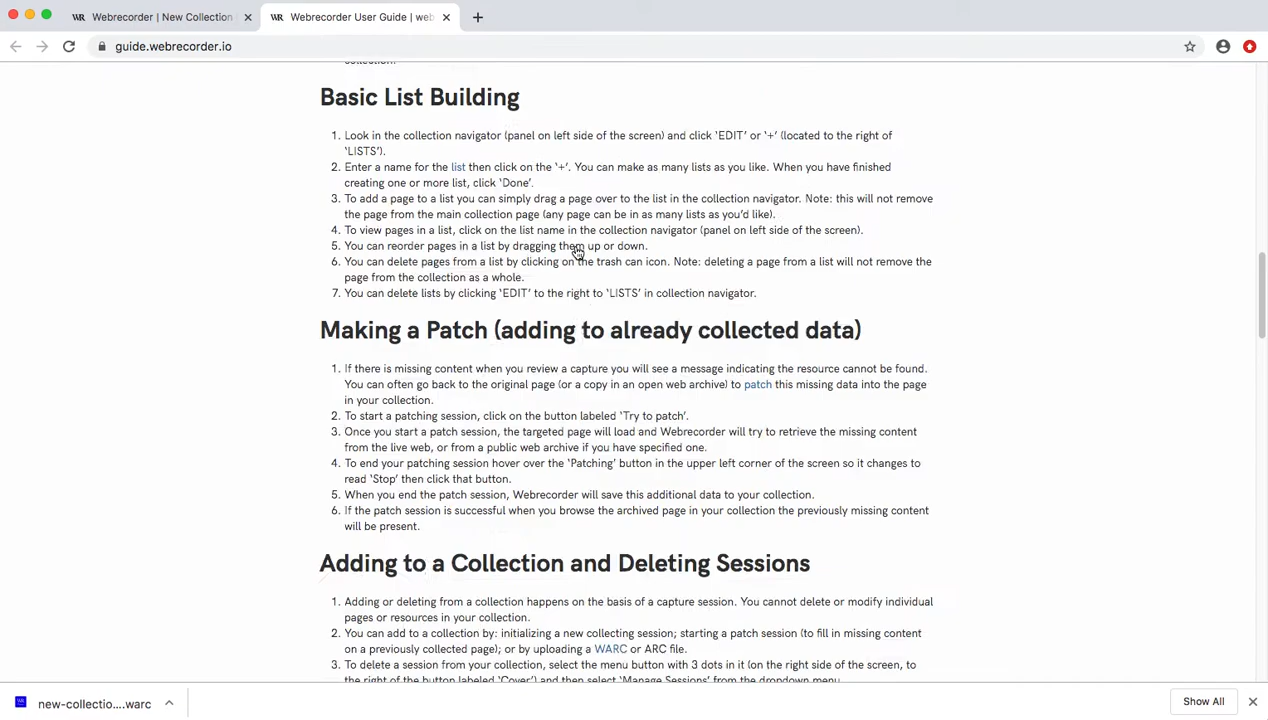 Webrecorder | New Collection
Webrecorder User Guide | web
guide.webrecorder.io
collection.
Basic List Building
1. Look in the collection navigator (panel on left side of the screen) and click ‘EDIT’ or ‘+’ (located to the right of
‘LISTS’).
2. Enter a name for the list then click on the ‘+’. You can make as many lists as you like. When you have finished
creating one or more list, click ‘Done’.
3. To add a page to a list you can simply drag a page over to the list in the collection navigator. Note: this will not remove
the page from the main collection page (any page can be in as many lists as you’d like).
4. To view pages in a list, click on the list name in the collection navigator (panel on left side of the screen).
5. You can reorder pages in a list by dragging them up or down.
6. You can delete pages from a list by clicking on the trash can icon. Note: deleting a page from a list will not remove the
page from the collection as a whole.
7. You can delete lists by clicking ‘EDIT’ to the right to ‘LISTS’ in collection navigator.
Making a Patch (adding to already collected data)
1. If there is missing content when you review a capture you will see a message indicating the resource cannot be found.
You can often go back to the original page (or a copy in an open web archive) to patch this missing data into the page
in your collection.
2. To start a patching session, click on the button labeled ‘Try to patch’.
3. Once you start a patch session, the targeted page will load and Webrecorder will try to retrieve the missing content
from the live web, or from a public web archive if you have specified one.
4. To end your patching session hover over the ‘Patching’ button in the upper left corner of the screen so it changes to
read ‘Stop’ then click that button.
5. When you end the patch session, Webrecorder will save this additional data to your collection.
6. If the patch session is successful when you browse the archived page in your collection the previously missing content
will be present.
Adding to a Collection and Deleting Sessions
1. Adding or deleting from a collection happens on the basis of a capture session. You cannot delete or modify individual
pages or resources in your collection.
2. You can add to a collection by: initializing a new collecting session; starting a patch session (to fill in missing content
on a previously collected page); or by uploading a WARC or ARC file.
3. To delete a session from your collection, select the menu button with 3 dots in it (on the right side of the screen, to
the right of the button labeled ‘Cover’) and then select ‘Manage Sessions’ from the dropdown menu.
new-collectio....warc
Show All